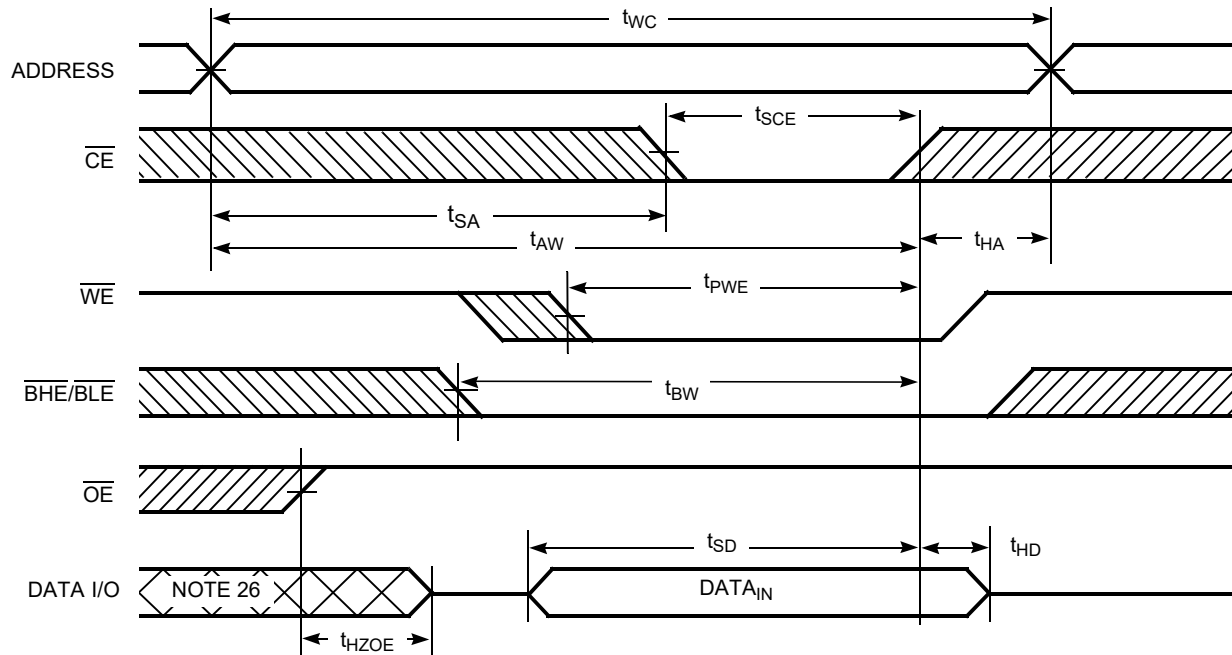 tWC
ADDRESS
tSCE
CE
tSA
tAW
tHA
WE
tPWE
BHE/BLE
tBW
OE
tSD
tHD
DATA I/O
NOTE 26
DATAIN
tHZOE